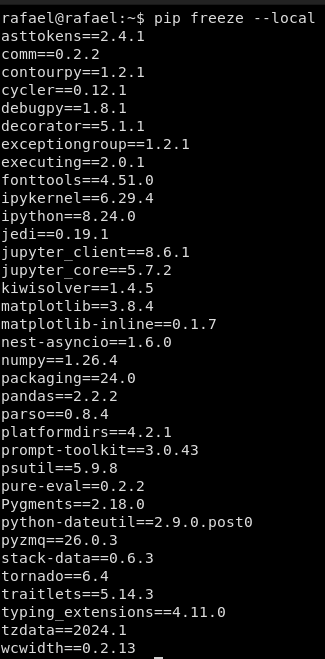 rafael@rafael:~$ pip freeze --local
asttokens==2.4.1
comm==0.2.2
contourpy==1.2.1
cycler==0.12.1
debugpy==1.8.1
decorator==5.1.1
exceptiongroup==1.2.1
executing==2.0.1
fonttools==4.51.0
ipykernel==6.29.4
ipython==8.24.0
jedi==0.19.1
jupyter_client==8.6.1
jupyter_core==5.7.2
kiwisolver==1.4.5
matplotlib==3.8.4
matplotlib-inline==0.1.7
nest-asyncio==1.6.0
numpy==1.26.4
packaging==24.0
pandas==2.2.2
parso==0.8.4
platformdirs==4.2.1
prompt-toolkit==3.0.43
psutil==5.9.8
pure-eval==0.2.2
Pygments==2.18.0
python-dateutil==2.9.0.post0
pyzmq==26.0.3
stack-data==0.6.3
tornado==6.4
traitlets==5.14.3
typing_extensions==4.11.0
tzdata==2024.1
wcwidth==0.2.13